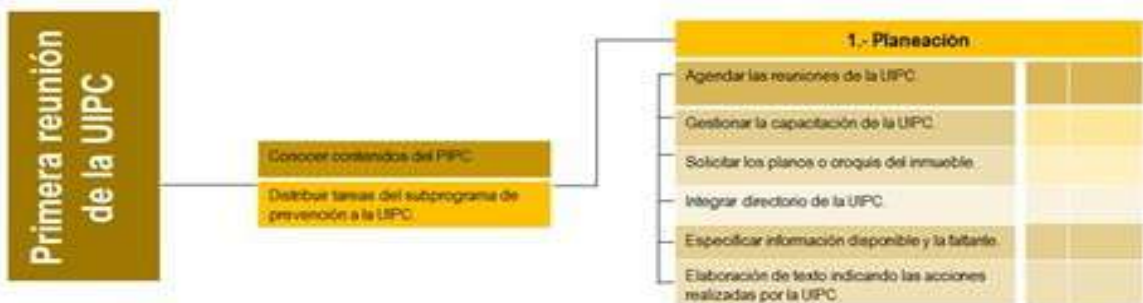 Primera reunión
de la UIPC
Conocer contenidos del PIPC
Distribuir tareas del subprograma de
prevención a la UIPC.
1.- Planeación
Agendar las reuniones de la UIPC
Gestionar la capacitación de la UIPC
Solicitar los planos o croquis del inmueble.
Integrar directorio de la UIPC.
Especificar información disponible y la faltante.
Elaboración de texto indicando las acciones
realizadas por la UIPC